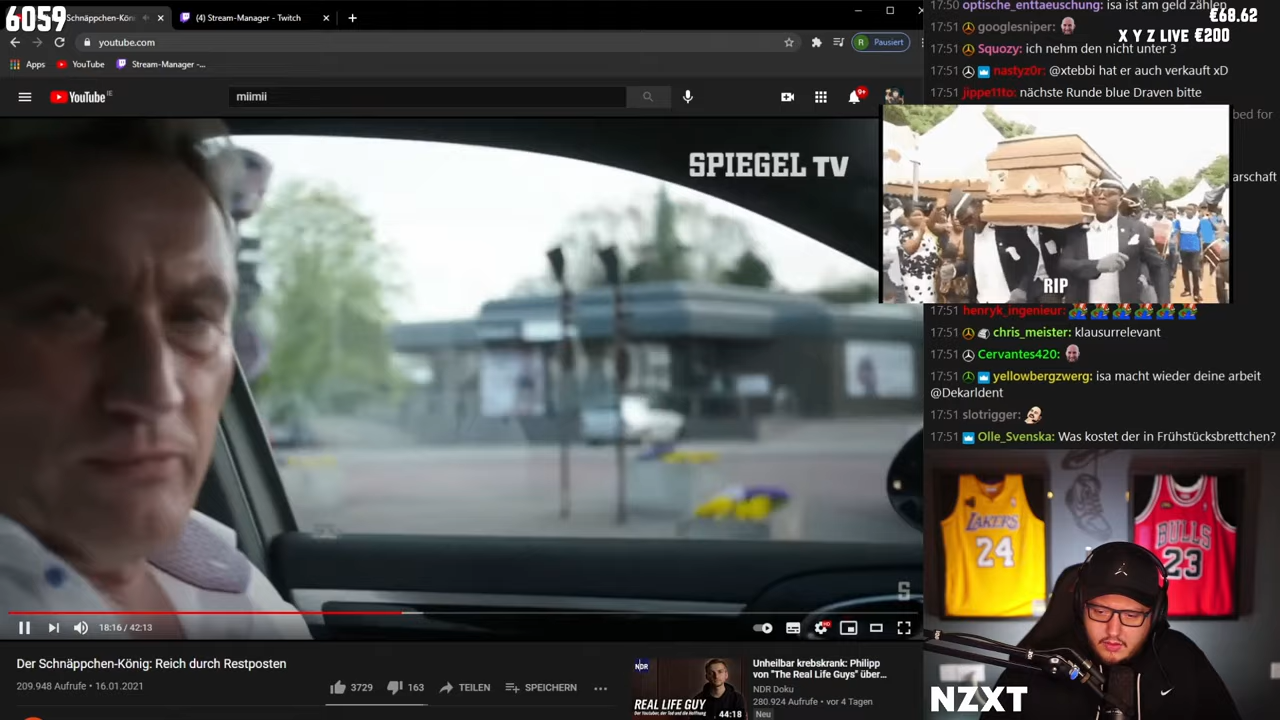 6059
Schnäppchen-Kön
(4) Stream-Manager - Twitch
youtube.com
Pausiert
Apps
YouTube
Stream-Manager -...
YouTube IE
miimii
9+
SPIEGEL TV
S
18:16 / 42:13
HD
Der Schnäppchen-König: Reich durch Restposten
209.948 Aufrufe • 16.01.2021
3729
163
TEILEN
SPEICHERN
NDR
REAL LIFE GUY
44:18
Unheilbar krebskrank: Philipp
von "The Real Life Guys" über...
NDR Doku
280.924 Aufrufe • vor 4 Tagen
Neu
€68.62
X Y Z LIVE €200
17:50 optische_enttaeuschung: isa ist am geld zählen
17:51 googlesniper:
17:51 Squozy: ich nehm den nicht unter 3
17:51 nastyz0r: @xtebbi hat er auch verkauft xD
17:51 jippe11to: nächste Runde blue Draven bitte
bed for
arschaft
RIP
17:51 henryk_ingenieur:
17:51 chris_meister: klausurrelevant
17:51 Cervantes420:
17:51 yellowbergzwerg: isa macht wieder deine arbeit
@Dekarldent
17:51 slotrigger:
17:51 Olle_Svenska: Was kostet der in Frühstücksbrettchen?
LAKERS
24
BULLS
23
NZXT